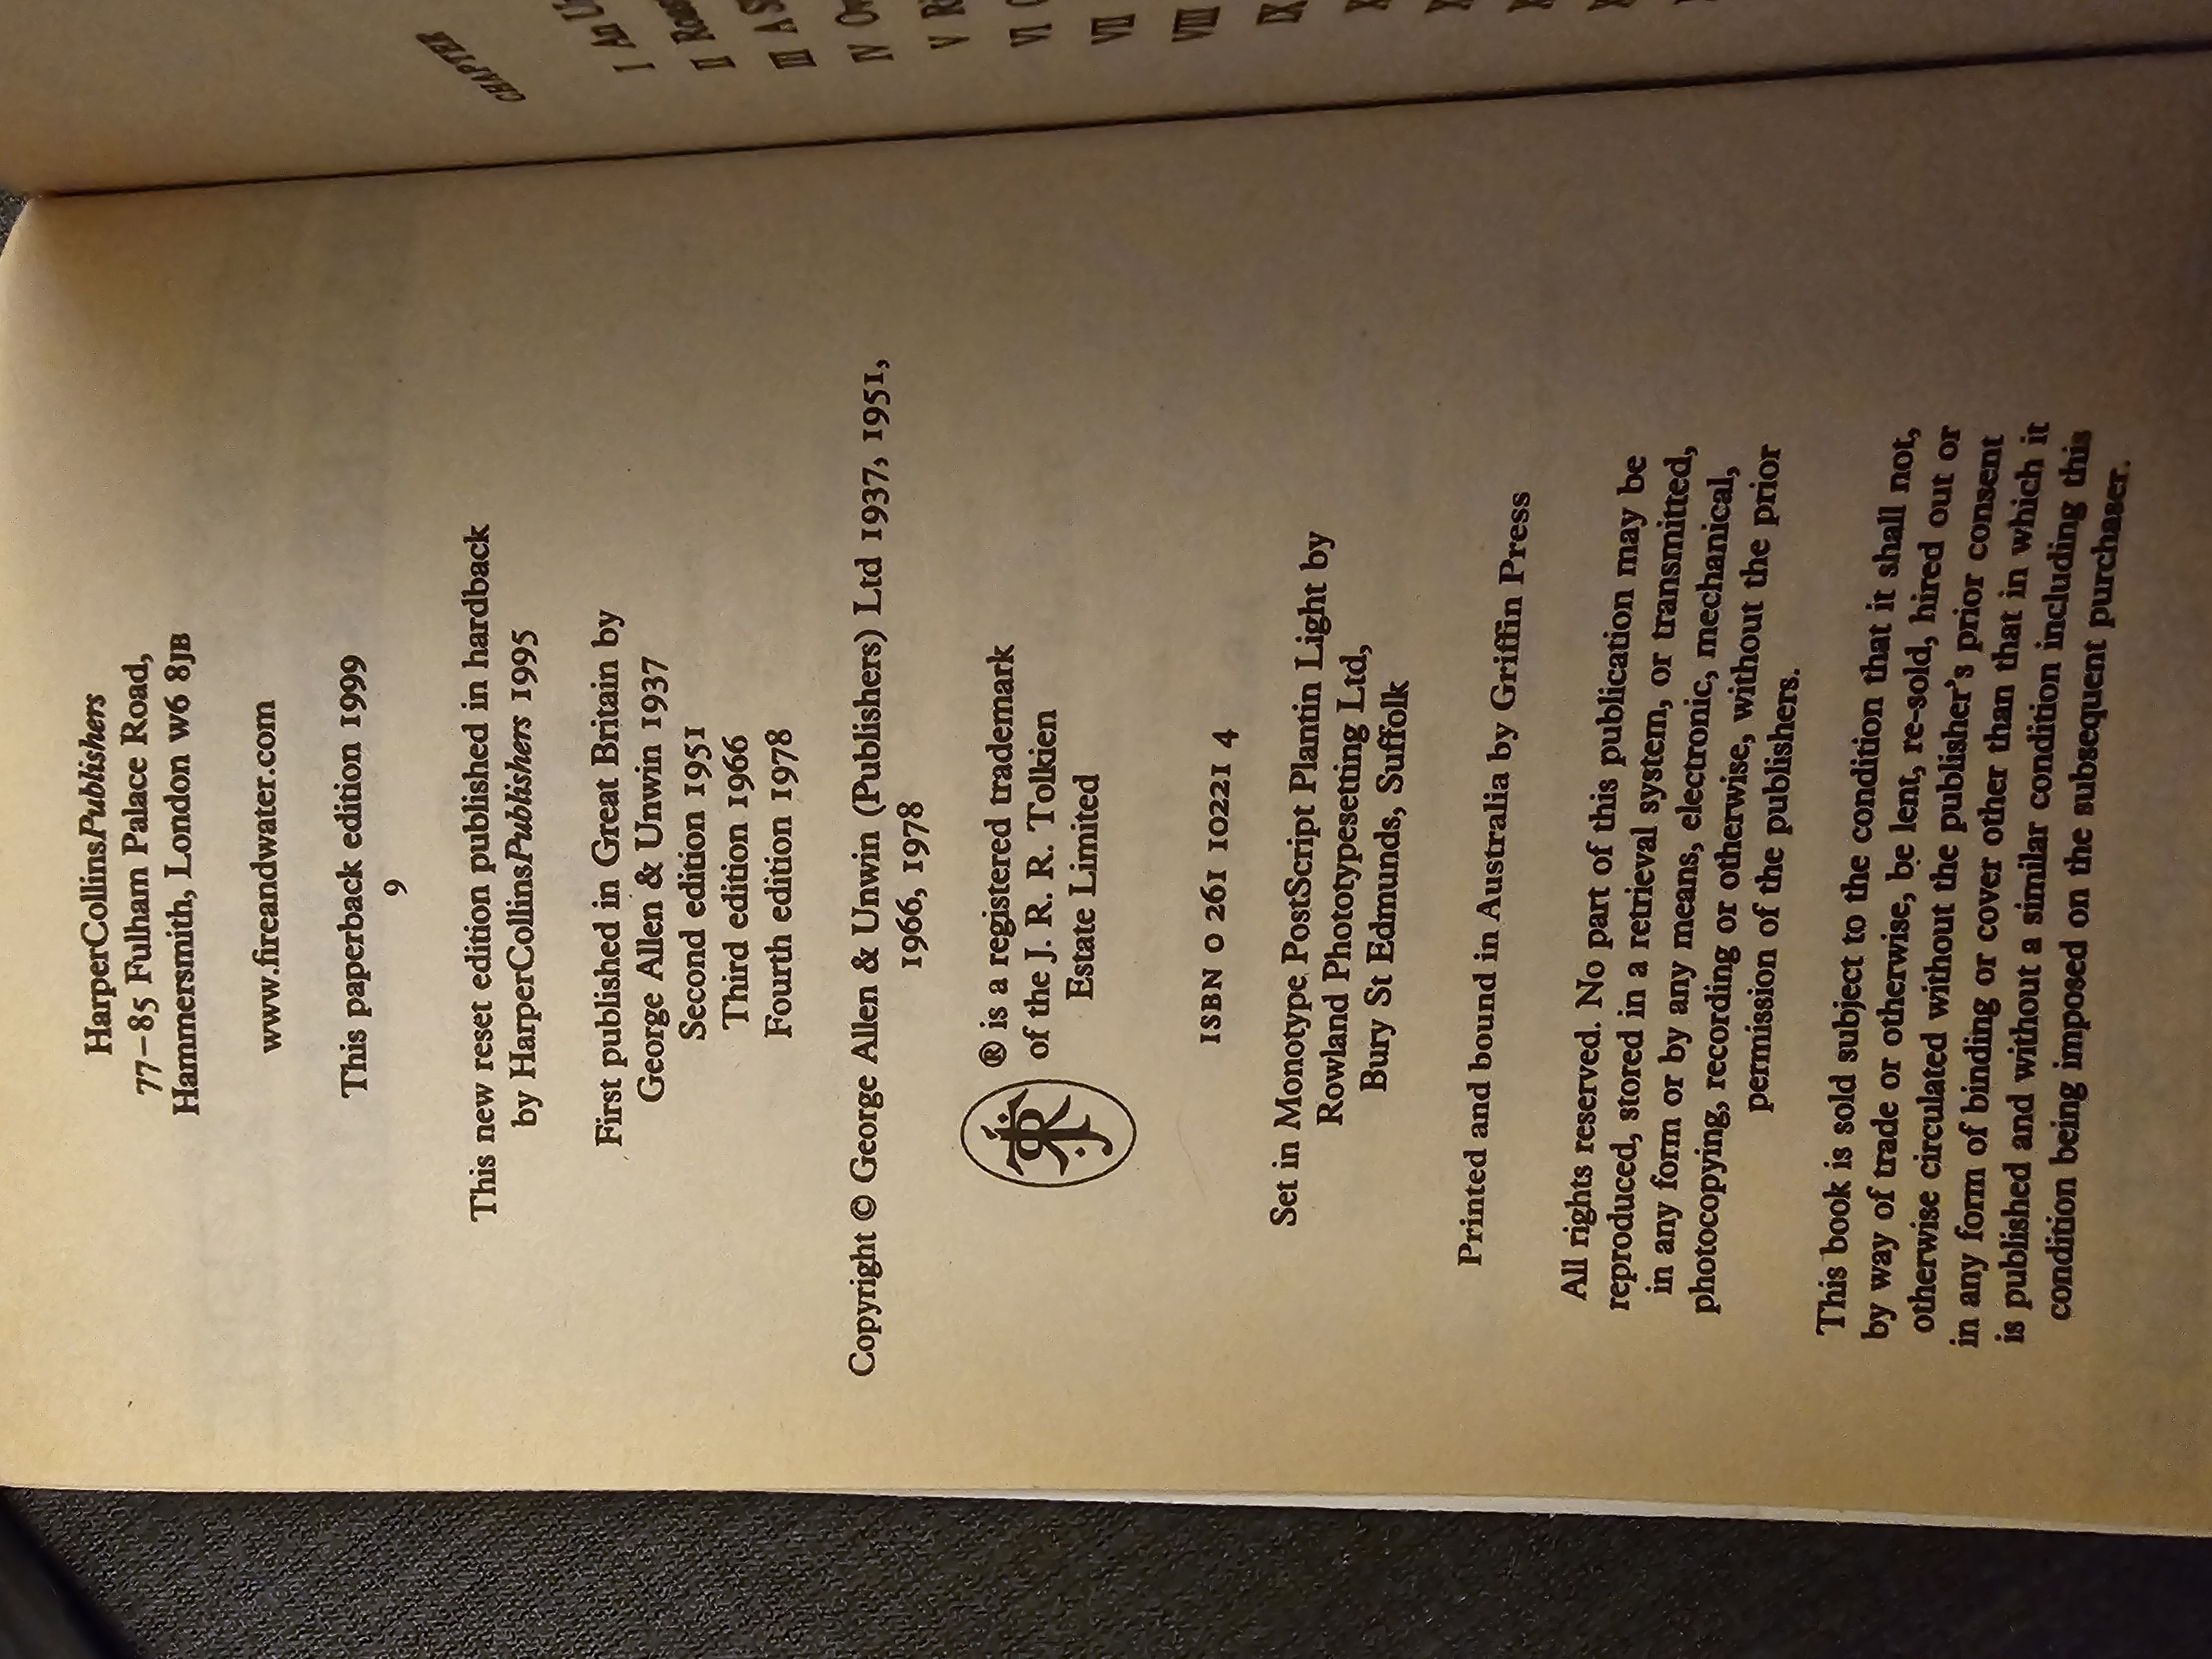 HarperCollinsPublishers
77–85 Fulham Palace Road,
Hammersmith, London W6 8JB
www.fireandwater.com
This paperback edition 1999
9
This new reset edition published in hardback
by HarperCollinsPublishers 1995
First published in Great Britain by
George Allen & Unwin 1937
Second edition 1951
Third edition 1966
Fourth edition 1978
Copyright © George Allen & Unwin (Publishers) Ltd 1937, 1951,
1966, 1978
® is a registered trademark
of the J. R. R. Tolkien
Estate Limited
ISBN 0 261 10221 4
Set in Monotype PostScript Plantin Light by
Rowland Phototypesetting Ltd,
Bury St Edmunds, Suffolk
Printed and bound in Australia by Griffin Press
All rights reserved. No part of this publication may be
reproduced, stored in a retrieval system, or transmitted,
in any form or by any means, electronic, mechanical,
photocopying, recording or otherwise, without the prior
permission of the publishers.
This book is sold subject to the condition that it shall not,
by way of trade or otherwise, be lent, re-sold, hired out or
otherwise circulated without the publisher's prior consent
in any form of binding or cover other than that in which it
is published and without a similar condition including this
condition being imposed on the subsequent purchaser.
CHAPTER
I An
II
III A
IV
V
VI
VII
VIII
IX